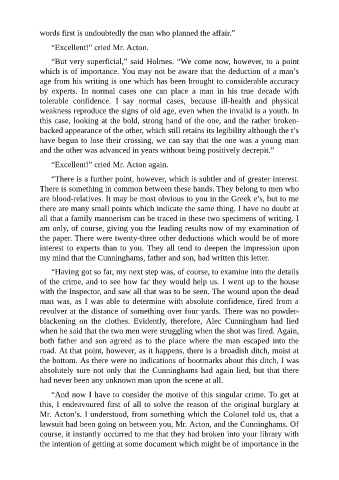 words first is undoubtedly the man who planned the affair.”
“Excellent!” cried Mr. Acton.
“But very superficial,” said Holmes. “We come now, however, to a point
which is of importance. You may not be aware that the deduction of a man’s
age from his writing is one which has been brought to considerable accuracy
by experts. In normal cases one can place a man in his true decade with
tolerable confidence. I say normal cases, because ill-health and physical
weakness reproduce the signs of old age, even when the invalid is a youth. In
this case, looking at the bold, strong hand of the one, and the rather broken-
backed appearance of the other, which still retains its legibility although the t’s
have begun to lose their crossing, we can say that the one was a young man
and the other was advanced in years without being positively decrepit.”
“Excellent!” cried Mr. Acton again.
“There is a further point, however, which is subtler and of greater interest.
There is something in common between these hands. They belong to men who
are blood-relatives. It may be most obvious to you in the Greek e’s, but to me
there are many small points which indicate the same thing. I have no doubt at
all that a family mannerism can be traced in these two specimens of writing. I
am only, of course, giving you the leading results now of my examination of
the paper. There were twenty-three other deductions which would be of more
interest to experts than to you. They all tend to deepen the impression upon
my mind that the Cunninghams, father and son, had written this letter.
“Having got so far, my next step was, of course, to examine into the details
of the crime, and to see how far they would help us. I went up to the house
with the Inspector, and saw all that was to be seen. The wound upon the dead
man was, as I was able to determine with absolute confidence, fired from a
revolver at the distance of something over four yards. There was no powder-
blackening on the clothes. Evidently, therefore, Alec Cunningham had lied
when he said that the two men were struggling when the shot was fired. Again,
both father and son agreed as to the place where the man escaped into the
road. At that point, however, as it happens, there is a broadish ditch, moist at
the bottom. As there were no indications of bootmarks about this ditch, I was
absolutely sure not only that the Cunninghams had again lied, but that there
had never been any unknown man upon the scene at all.
“And now I have to consider the motive of this singular crime. To get at
this, I endeavoured first of all to solve the reason of the original burglary at
Mr. Acton’s. I understood, from something which the Colonel told us, that a
lawsuit had been going on between you, Mr. Acton, and the Cunninghams. Of
course, it instantly occurred to me that they had broken into your library with
the intention of getting at some document which might be of importance in the